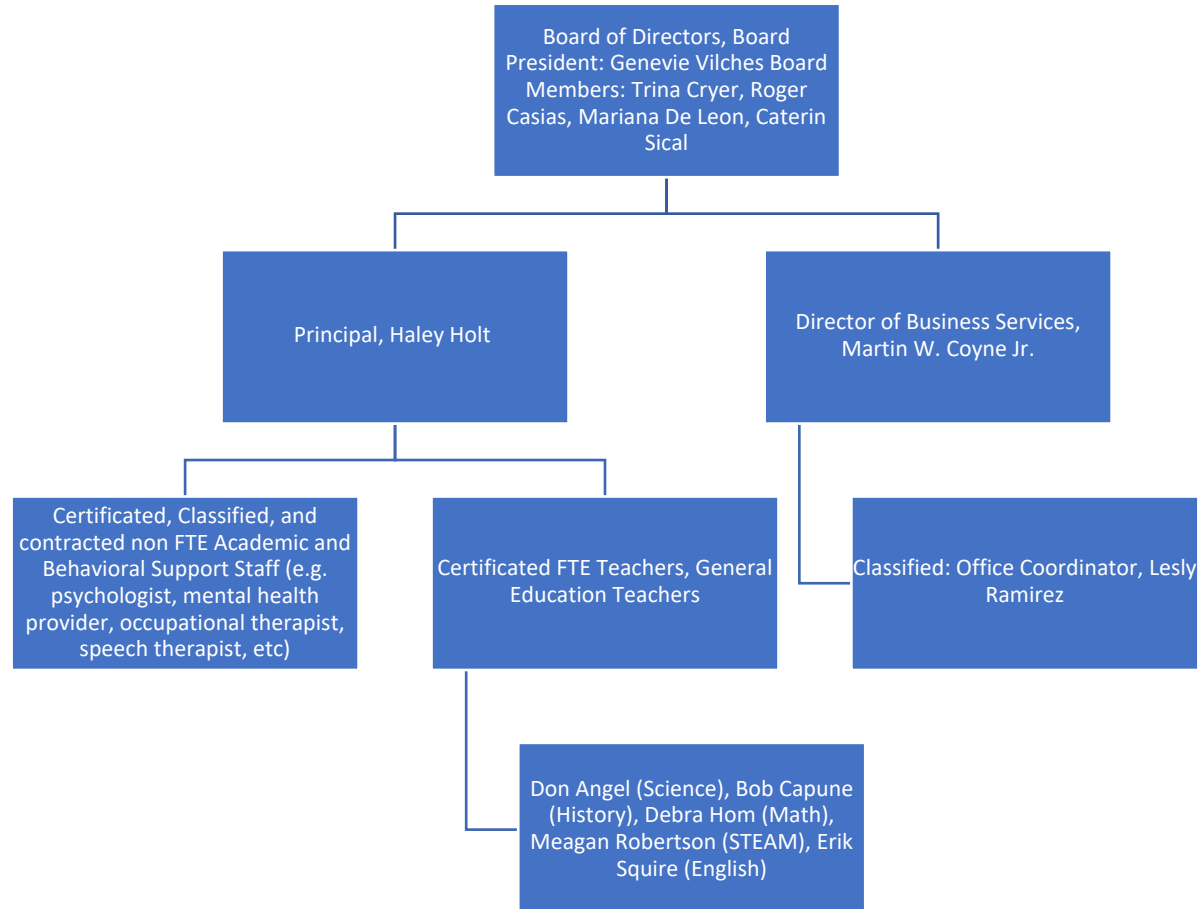 Board of Directors, Board
President: Genevie Vilches Board
Members: Trina Cryer, Roger
Casias, Mariana De Leon, Caterin
Sical
Principal, Haley Holt
Director of Business Services,
Martin W. Coyne Jr.
Certificated, Classified, and
contracted non FTE Academic and
Behavioral Support Staff (e.g.
psychologist, mental health
provider, occupational therapist,
speech therapist, etc)
Certificated FTE Teachers, General
Education Teachers
Classified: Office Coordinator, Lesly
Ramirez
Don Angel (Science), Bob Capune
(History), Debra Hom (Math),
Meagan Robertson (STEAM), Erik
Squire (English)